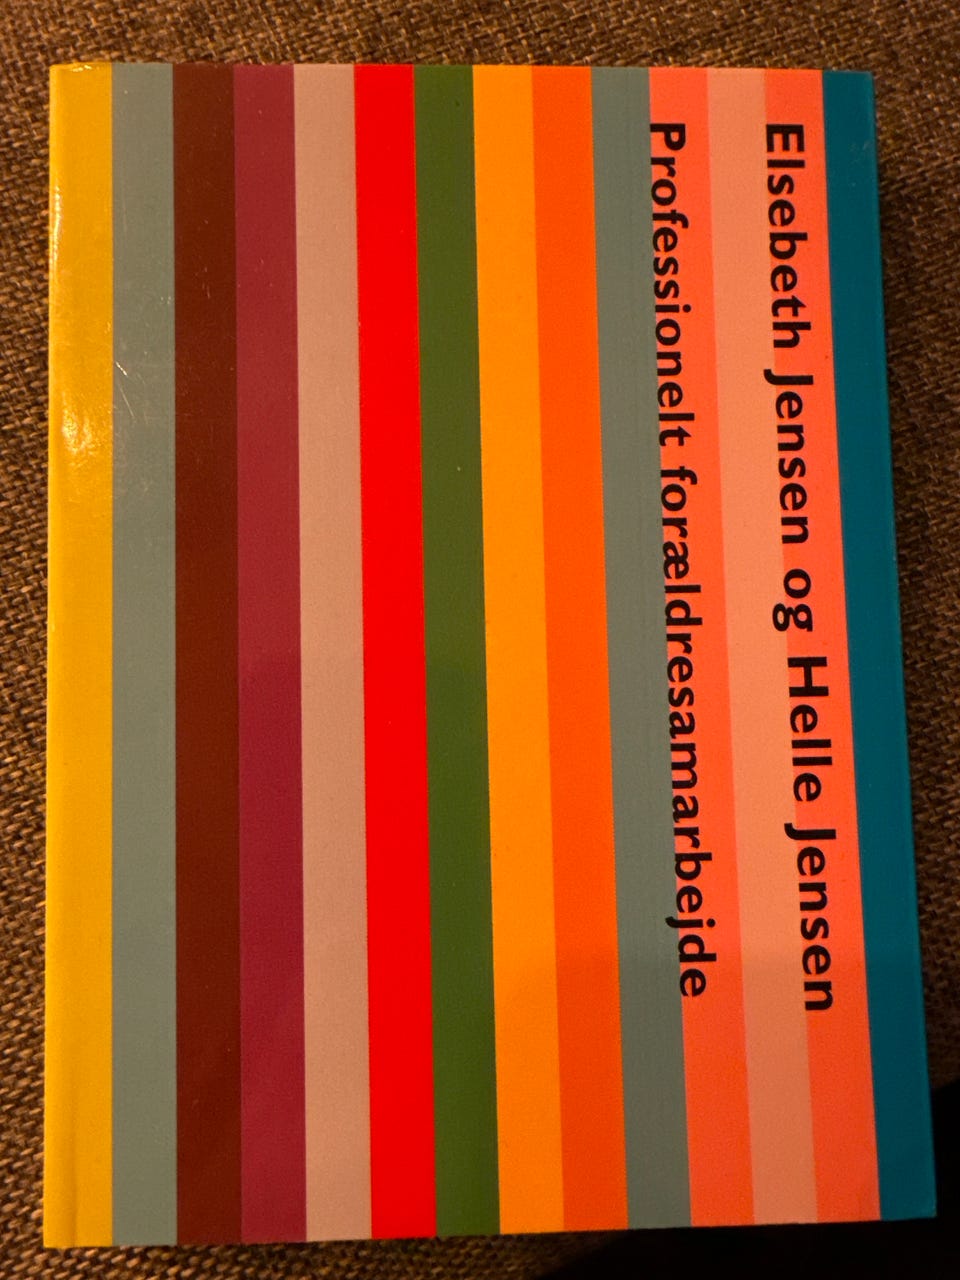 Elsebeth Jensen og Helle Jensen
Professionelt forældresamarbejde